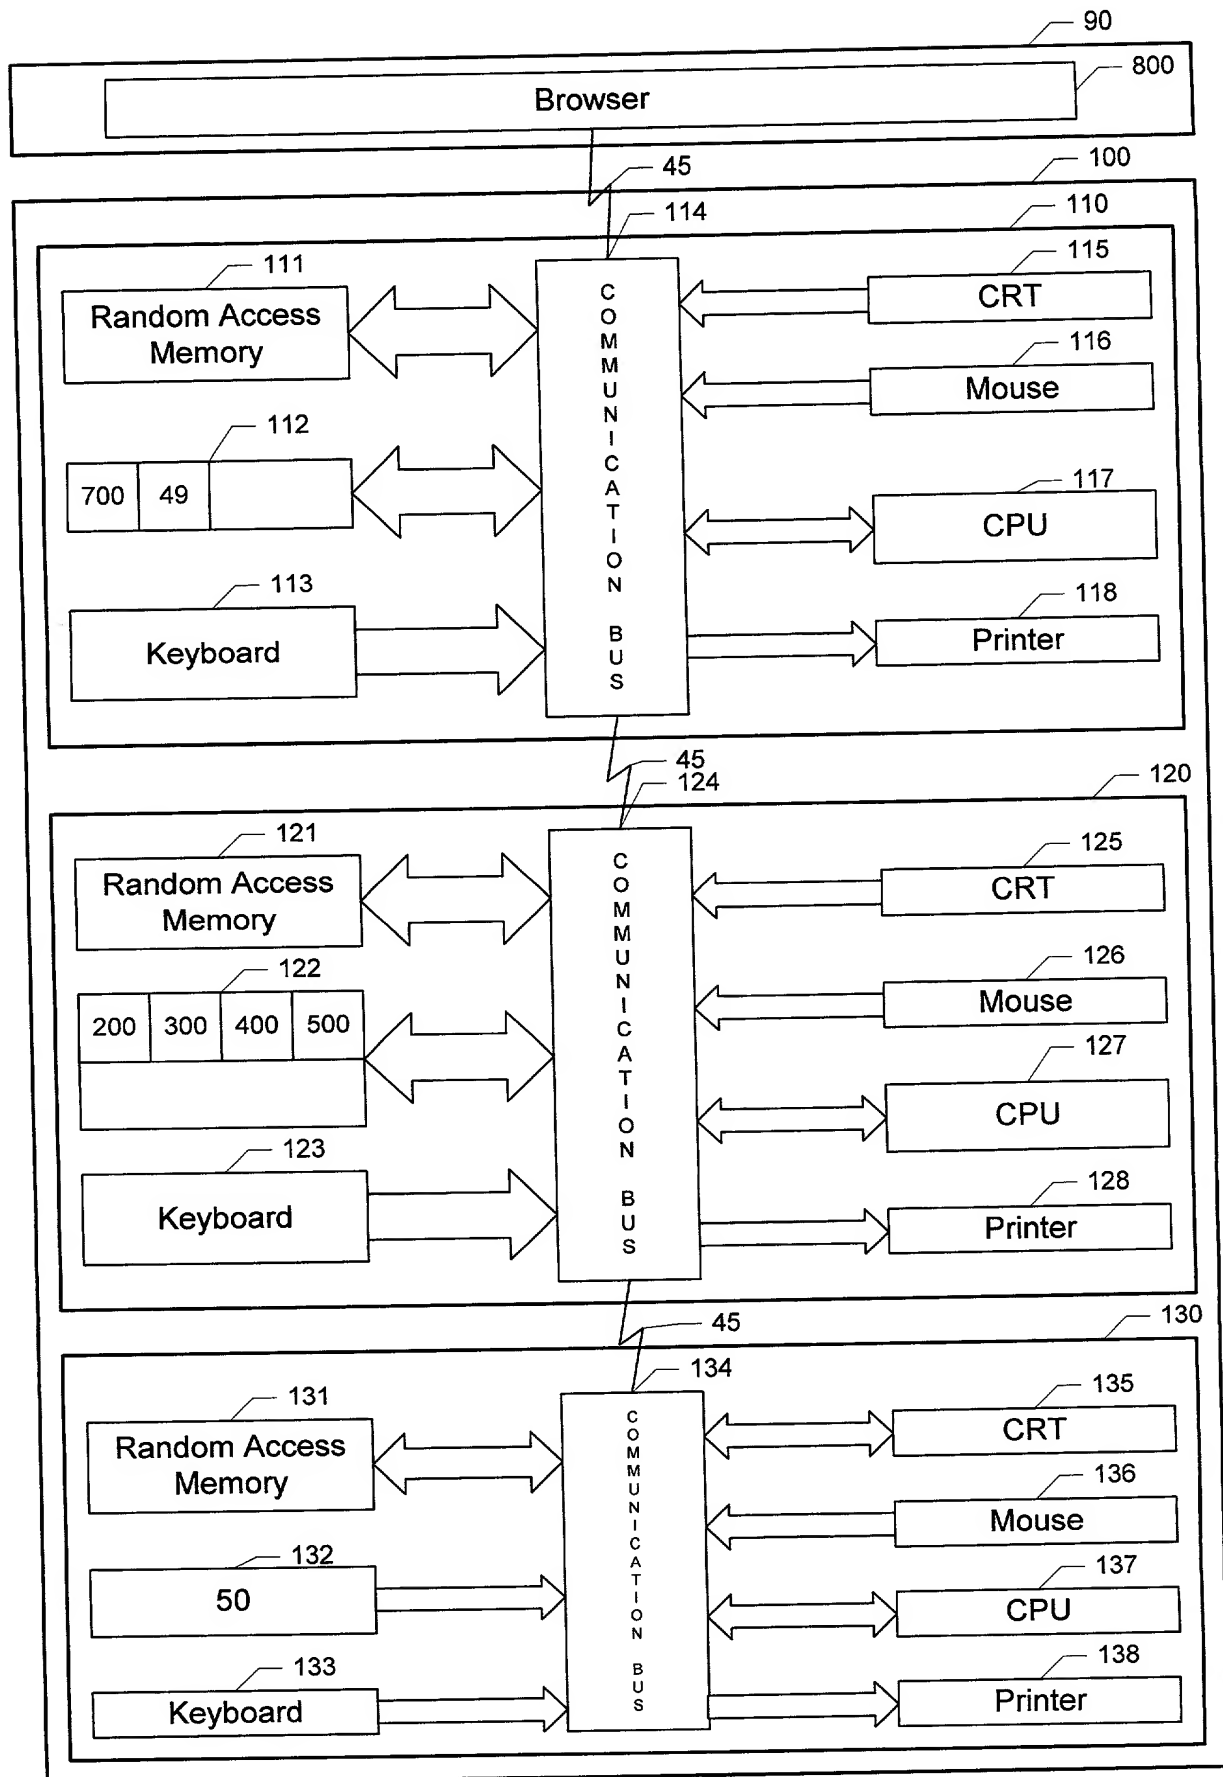 90
800
Browser
45
100
114
110
111
115
Random Access
Memory
COMMUNICATION BUS
CRT
116
Mouse
112
700 49
117
CPU
113
118
Keyboard
Printer
45
124
120
121
125
Random Access
Memory
COMMUNICATION BUS
CRT
122
126
200 300 400 500
Mouse
127
CPU
123
128
Keyboard
Printer
45
130
134
131
135
Random Access
Memory
COMMUNICATION BUS
CRT
136
Mouse
132
137
50
CPU
133
138
Keyboard
Printer